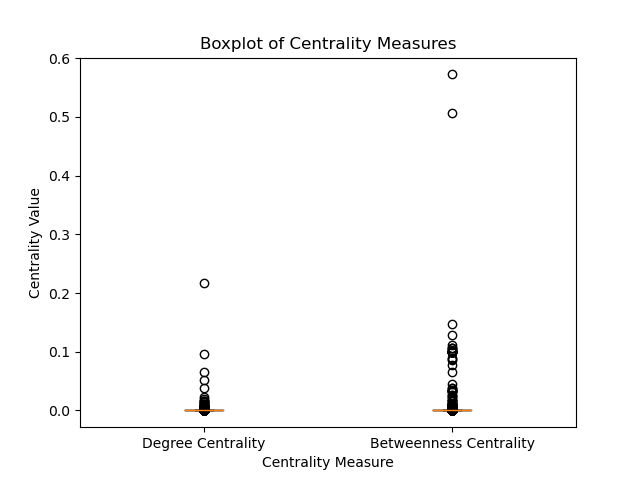 Boxplot of Centrality Measures
0.6
0.5
0.4
0.3
0.2
0.1
0.0
Centrality Value
Degree Centrality
Betweenness Centrality
Centrality Measure